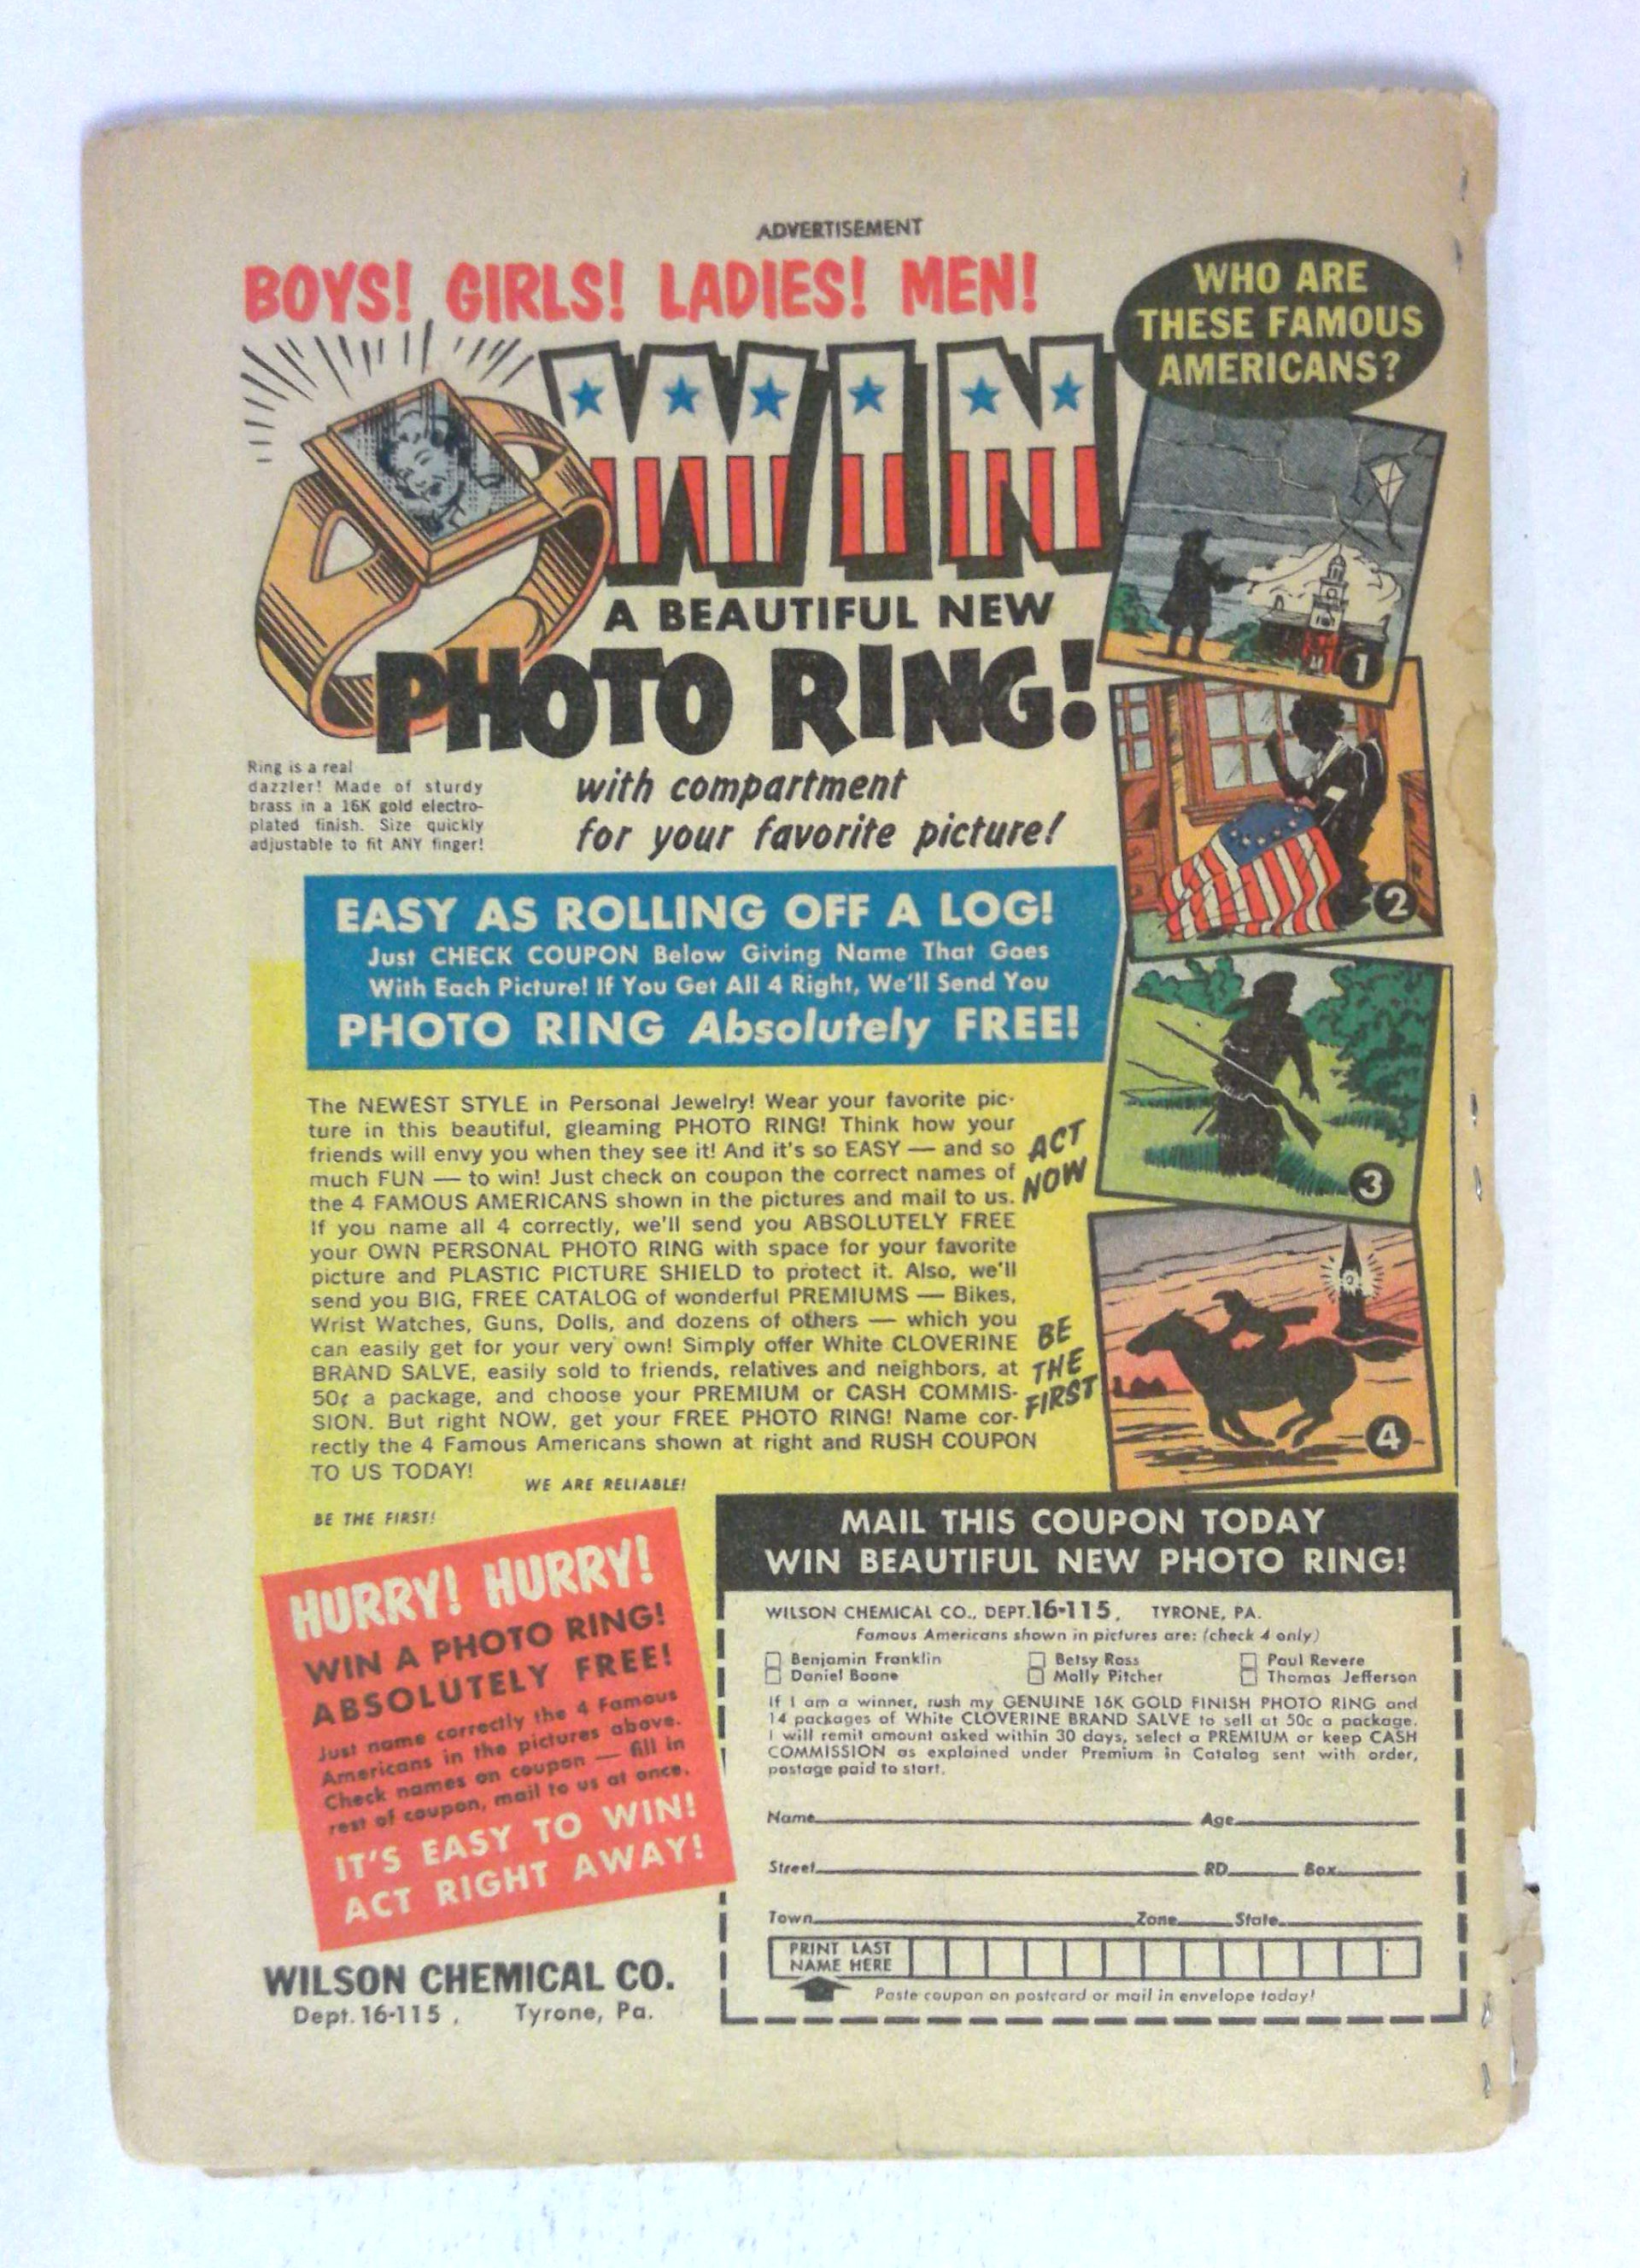 ADVERTISEMENT
BOYS! GIRLS! LADIES! MEN!
WIN
A BEAUTIFUL NEW
PHOTO RING!
with compartment
for your favorite picture!
Ring is a real
dazzler! Made of sturdy
brass in a 16K gold electro-
plated finish. Size quickly
adjustable to fit ANY finger!
WHO ARE
THESE FAMOUS
AMERICANS?
1
2
3
4
EASY AS ROLLING OFF A LOG!
Just CHECK COUPON Below Giving Name That Goes
With Each Picture! If You Get All 4 Right, We'll Send You
PHOTO RING Absolutely FREE!
The NEWEST STYLE in Personal Jewelry! Wear your favorite pic-
ture in this beautiful, gleaming PHOTO RING! Think how your
friends will envy you when they see it! And it's so EASY — and so
much FUN — to win! Just check on coupon the correct names of
the 4 FAMOUS AMERICANS shown in the pictures and mail to us.
If you name all 4 correctly, we'll send you ABSOLUTELY FREE
your OWN PERSONAL PHOTO RING with space for your favorite
picture and PLASTIC PICTURE SHIELD to protect it. Also, we'll
send you BIG, FREE CATALOG of wonderful PREMIUMS — Bikes,
Wrist Watches, Guns, Dolls, and dozens of others — which you
can easily get for your very own! Simply offer White CLOVERINE
BRAND SALVE, easily sold to friends, relatives and neighbors, at
50¢ a package, and choose your PREMIUM or CASH COMMIS-
SION. But right NOW, get your FREE PHOTO RING! Name cor-
rectly the 4 Famous Americans shown at right and RUSH COUPON
TO US TODAY!
ACT
NOW
BE
THE
FIRST
WE ARE RELIABLE!
BE THE FIRST!
HURRY! HURRY!
WIN A PHOTO RING!
ABSOLUTELY FREE!
Just name correctly the 4 Famous
Americans in the pictures above.
Check names on coupon — fill in
rest of coupon, mail to us at once.
IT'S EASY TO WIN!
ACT RIGHT AWAY!
WILSON CHEMICAL CO.
Dept. 16-115, Tyrone, Pa.
MAIL THIS COUPON TODAY
WIN BEAUTIFUL NEW PHOTO RING!
WILSON CHEMICAL CO., DEPT. 16-115, TYRONE, PA.
Famous Americans shown in pictures are: (check 4 only)
Benjamin Franklin Betsy Ross Paul Revere
Daniel Boone Molly Pitcher Thomas Jefferson
If I am a winner, rush my GENUINE 16K GOLD FINISH PHOTO RING and
14 packages of White CLOVERINE BRAND SALVE to sell at 50c a package.
I will remit amount asked within 30 days, select a PREMIUM or keep CASH
COMMISSION as explained under Premium in Catalog sent with order,
postage paid to start.
Name Age
Street RD Box
Town Zone State
PRINT LAST
NAME HERE
Paste coupon on postcard or mail in envelope today!